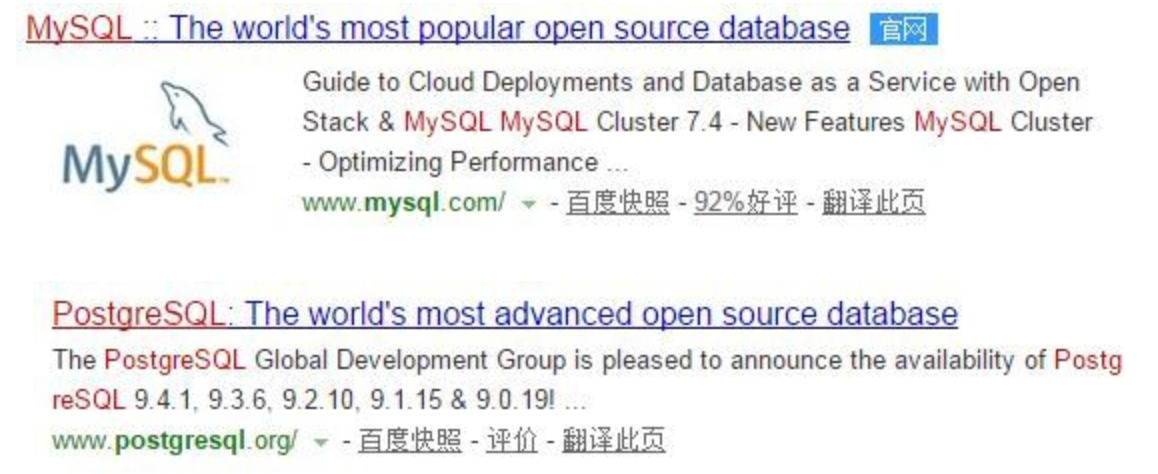 MySQL :: The world's most popular open source database 官网
Guide to Cloud Deployments and Database as a Service with Open
Stack & MySQL MySQL Cluster 7.4 - New Features MySQL Cluster
- Optimizing Performance ...
MySQL™
www.mysql.com/ - 百度快照 - 92%好评 - 翻译此页
PostgreSQL: The world's most advanced open source database
The PostgreSQL Global Development Group is pleased to announce the availability of Postg
reSQL 9.4.1, 9.3.6, 9.2.10, 9.1.15 & 9.0.19! ...
www.postgresql.org/ - 百度快照 - 评价 - 翻译此页